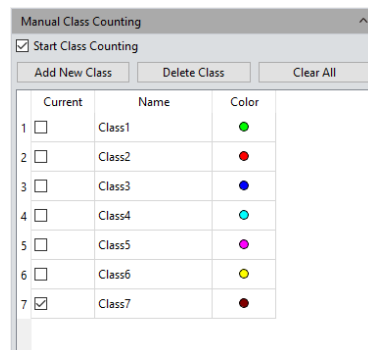 Manual Class Counting
Start Class Counting
Add New Class Delete Class Clear All
Current Name Color
1 Class1
2 Class2
3 Class3
4 Class4
5 Class5
6 Class6
7 Class7